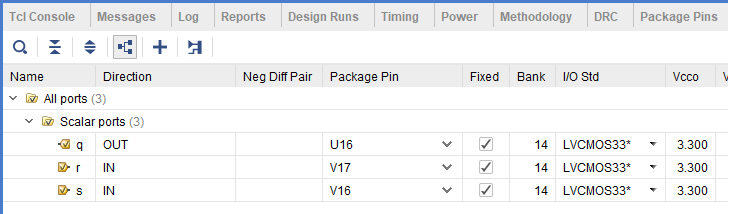 Tcl Console Messages Log Reports Design Runs Timing Power Methodology DRC Package Pins
Name Direction Neg Diff Pair Package Pin Fixed Bank I/O Std Vcco V
All ports (3)
Scalar ports (3)
q OUT U16 14 LVCMOS33* 3.300
r IN V17 14 LVCMOS33* 3.300
s IN V16 14 LVCMOS33* 3.300